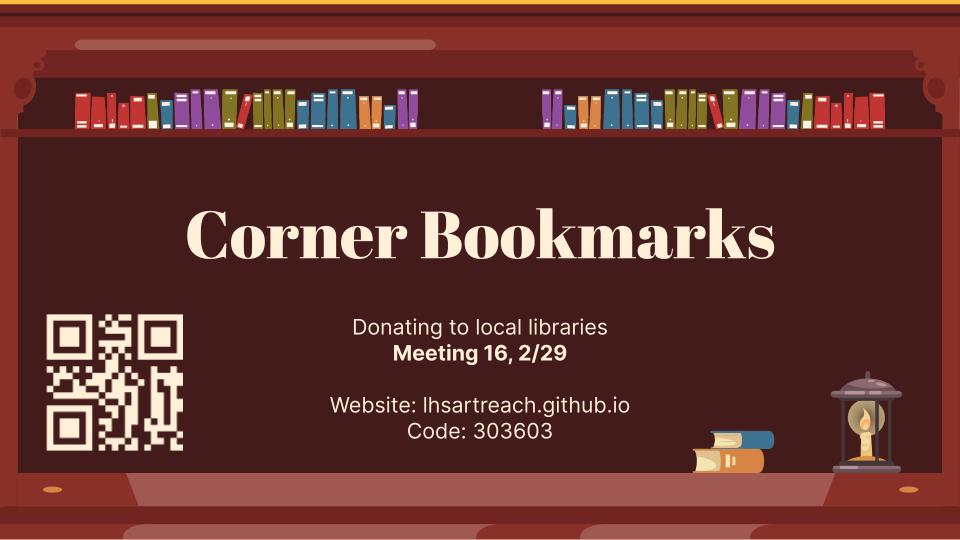 Corner Bookmarks
Donating to local libraries
Meeting 16, 2/29
Website: lhsartreach.github.io
Code: 303603